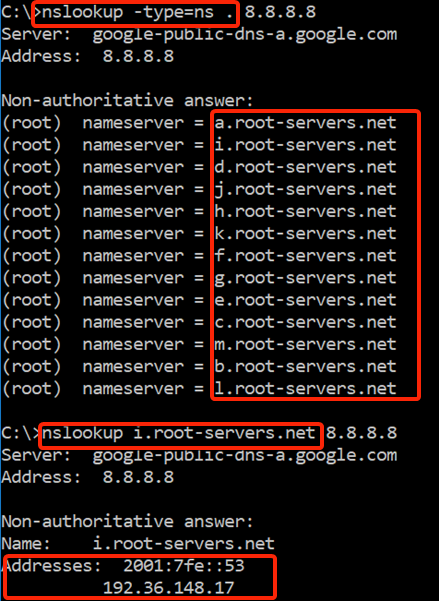 C:\>nslookup -type=ns . 8.8.8.8
Server:  google-public-dns-a.google.com
Address:  8.8.8.8
Non-authoritative answer:
(root)  nameserver = a.root-servers.net
(root)  nameserver = i.root-servers.net
(root)  nameserver = d.root-servers.net
(root)  nameserver = j.root-servers.net
(root)  nameserver = h.root-servers.net
(root)  nameserver = k.root-servers.net
(root)  nameserver = f.root-servers.net
(root)  nameserver = g.root-servers.net
(root)  nameserver = e.root-servers.net
(root)  nameserver = c.root-servers.net
(root)  nameserver = m.root-servers.net
(root)  nameserver = b.root-servers.net
(root)  nameserver = l.root-servers.net
C:\>nslookup i.root-servers.net 8.8.8.8
Server:  google-public-dns-a.google.com
Address:  8.8.8.8
Non-authoritative answer:
Name:    i.root-servers.net
Addresses:  2001:7fe::53
192.36.148.17